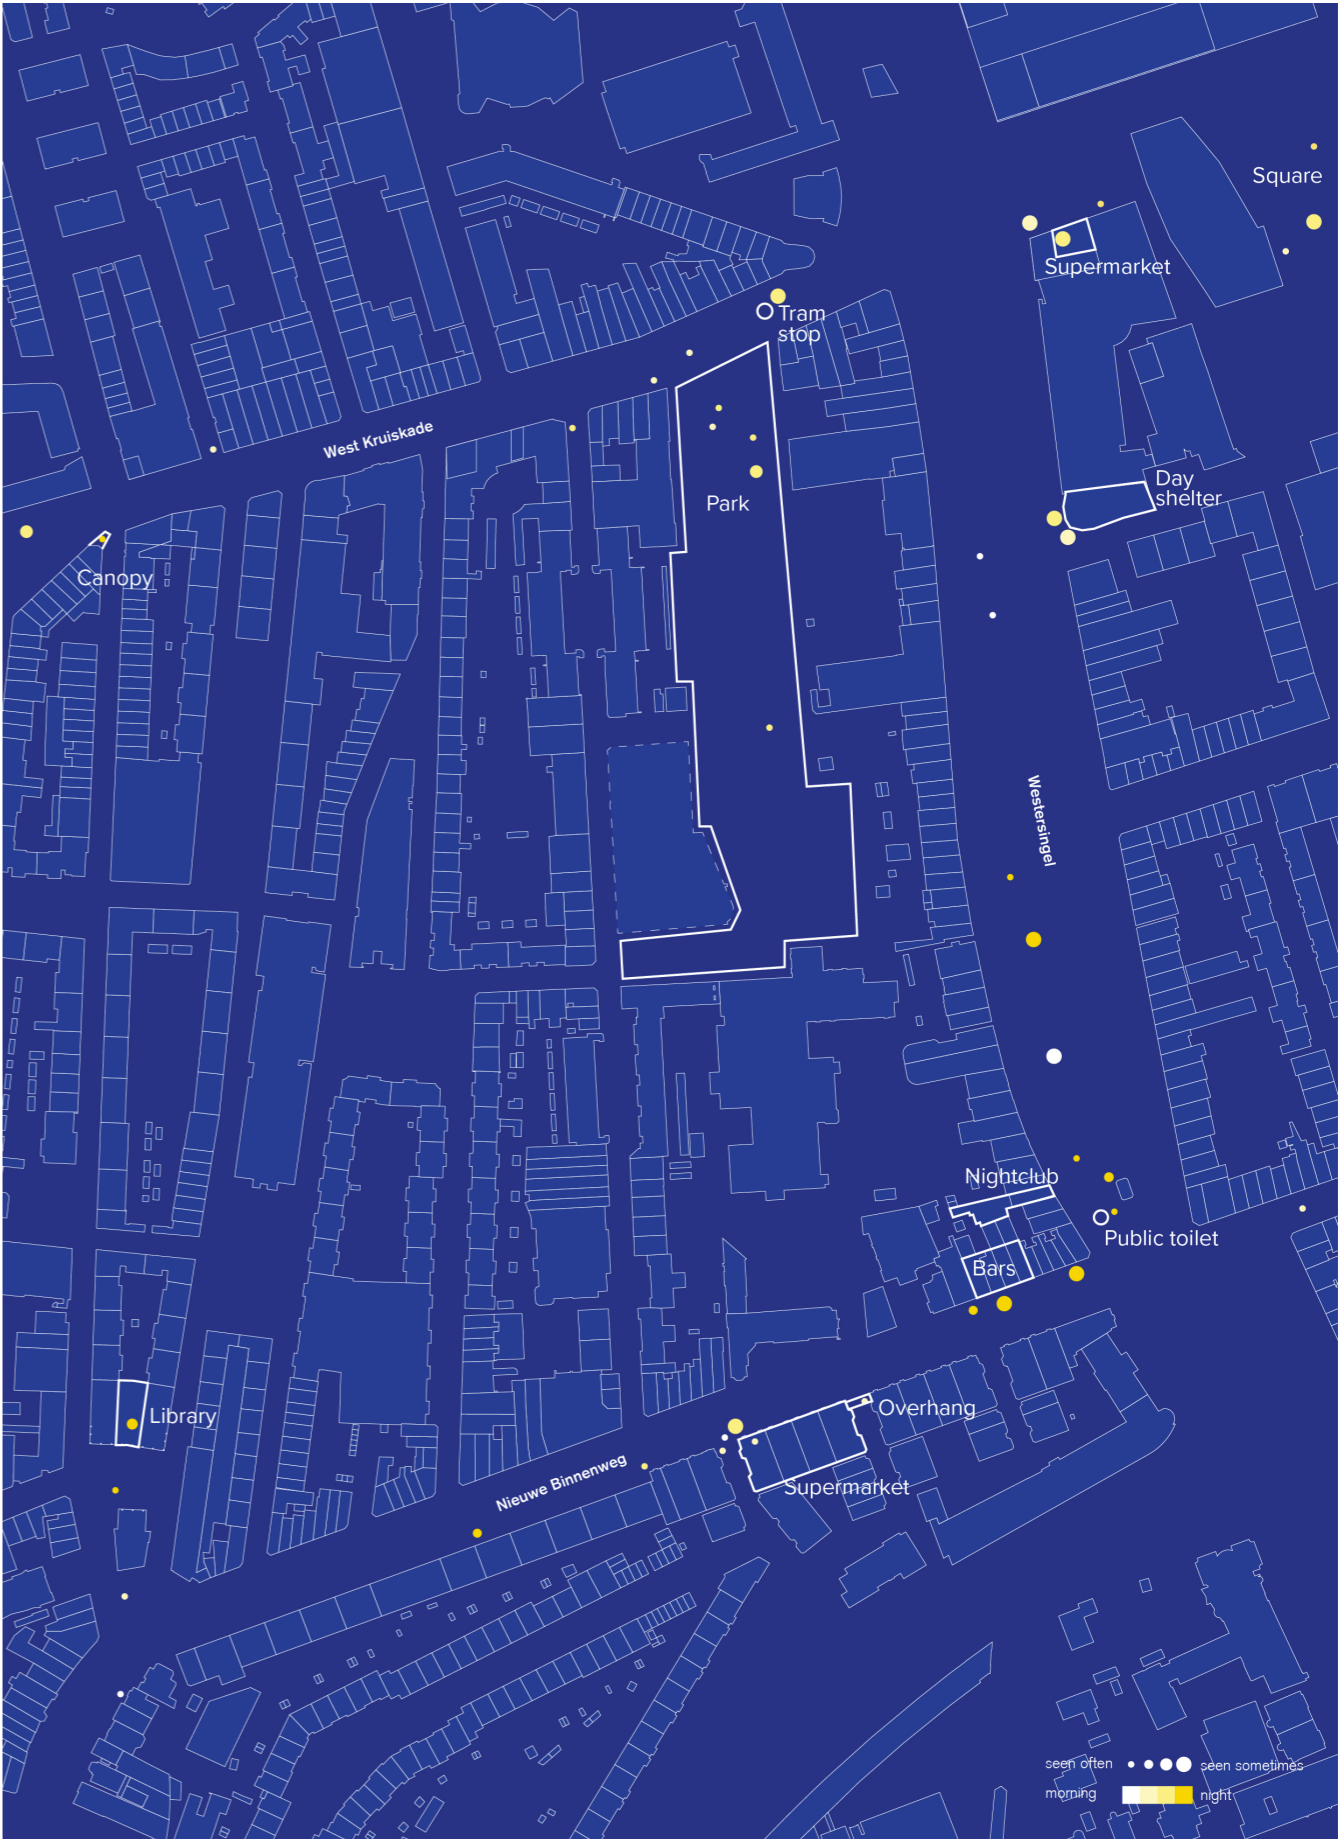 Square
Supermarket
Tram
stop
West Kruiskade
Park
Day
shelter
Canopy
Westersingel
Nightclub
Public toilet
Bars
Library
Overhang
Nieuwe Binnenweg
Supermarket
seen often seen sometimes
morning night